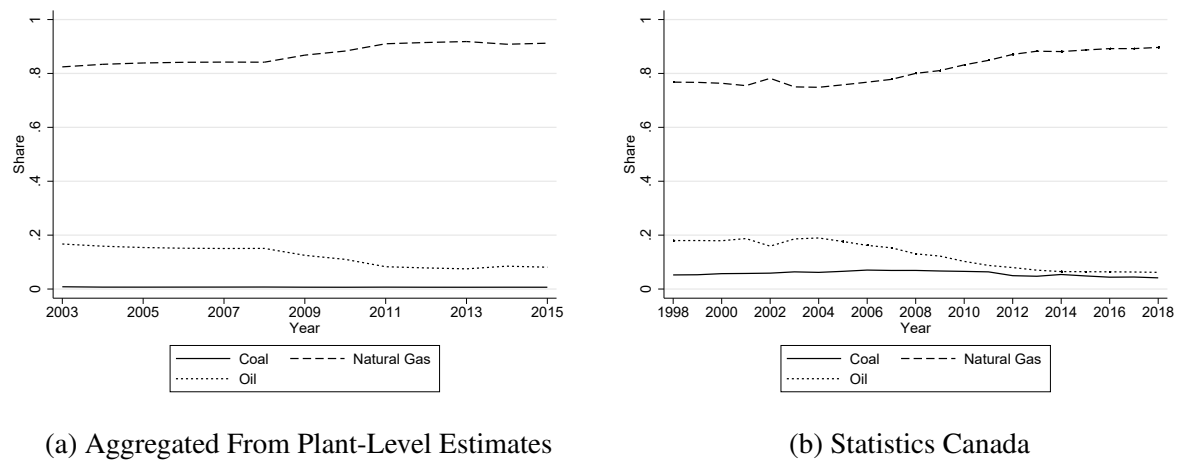 1
.8
.6
.4
.2
0
Share
2003 2005 2007 2009 2011 2013 2015
Year
Coal Natural Gas
Oil
(a) Aggregated From Plant-Level Estimates
1
.8
.6
.4
.2
0
Share
1998 2000 2002 2004 2006 2008 2010 2012 2014 2016 2018
Year
Coal Natural Gas
Oil
(b) Statistics Canada